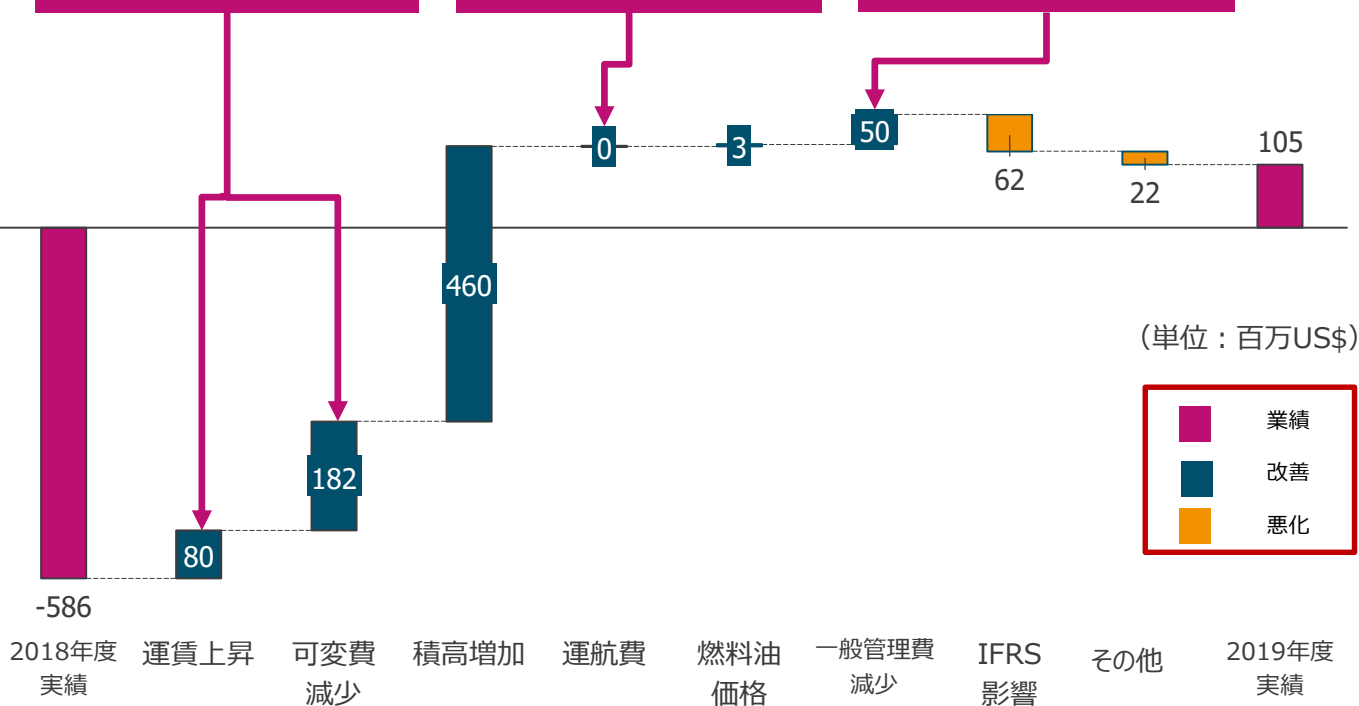 0
3
50
62
22
105
460
182
80
-586
（単位：百万US$）
業績
改善
悪化
2018年度
実績
運賃上昇
可変費
減少
積高増加
運航費
燃料油
価格
一般管理費
減少
IFRS
影響
その他
2019年度
実績